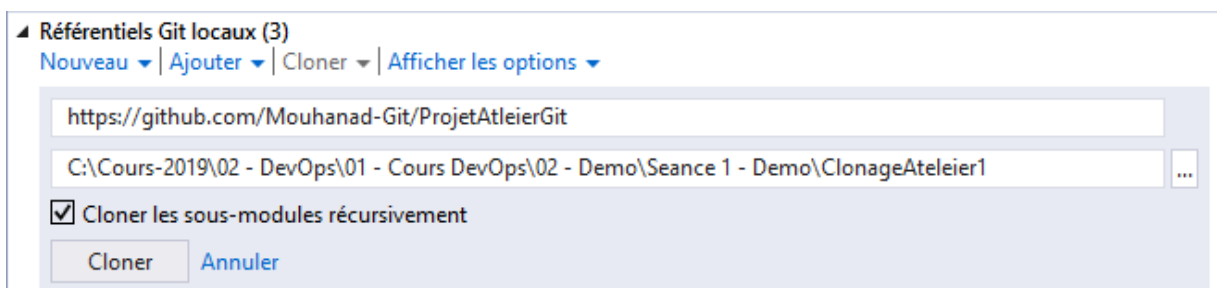 Référentiels Git locaux (3)
Nouveau | Ajouter | Cloner | Afficher les options
https://github.com/Mouhanad-Git/ProjetAtleierGit
C:\Cours-2019\02 - DevOps\01 - Cours DevOps\02 - Demo\Seance 1 - Demo\ClonageAteleier1 ...
Cloner les sous-modules récursivement
Cloner Annuler